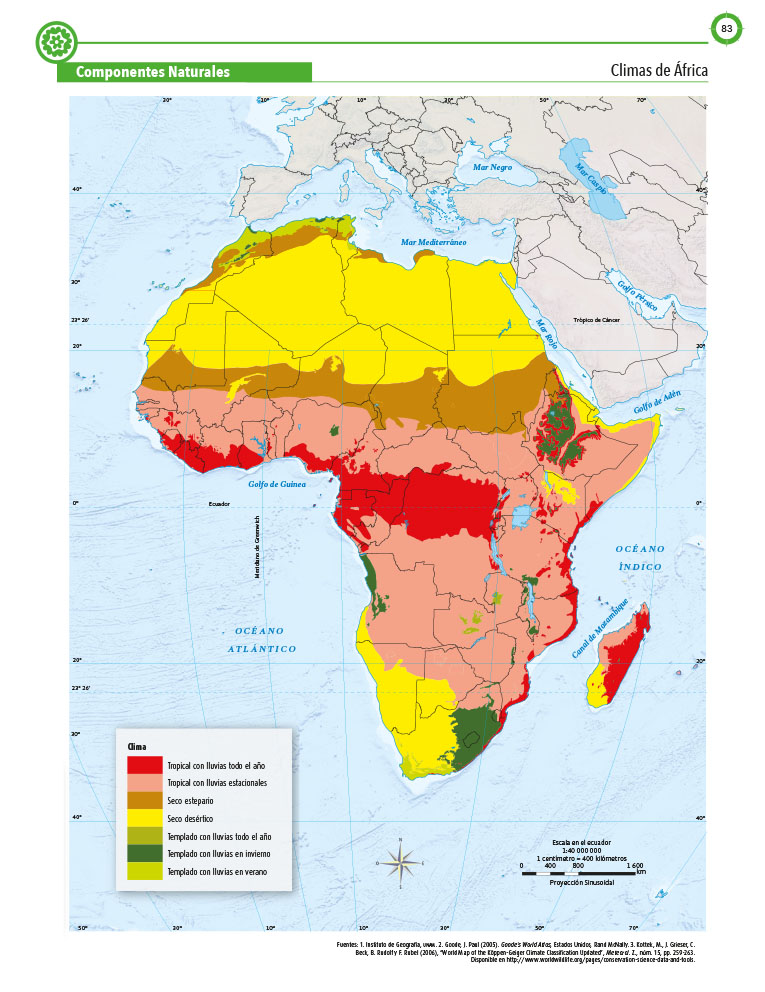 83
Componentes Naturales
Climas de África
20°
10°
10°
30°
50°
70°
Mar Negro
Mar Caspio
40°
40°
Mar Mediterráneo
30°
Golfo Pérsico
23° 26'
Trópico de Cáncer
Mar Rojo
20°
20°
Golfo de Adén
Golfo de Guinea
0°
Ecuador
0°
Meridiano de Greenwich
OCÉANO
ÍNDICO
OCÉANO
ATLÁNTICO
Canal de Mozambique
20°
20°
23° 26'
30°
Clima
Tropical con lluvias todo el año
Tropical con lluvias estacionales
Seco estepario
Seco desértico
Templado con lluvias todo el año
Templado con lluvias en invierno
Templado con lluvias en verano
40°
40°
N
O
E
S
Escala en el ecuador
1:40 000 000
1 centímetro = 400 kilómetros
0 400 800 1 600
km
Proyección Sinusoidal
50°
30°
10°
10°
30°
50°
70°
Fuentes: 1. Instituto de Geografía, UNAM. 2. Goode, J. Paul (2005). Goode's World Atlas, Estados Unidos, Rand McNally. 3. Kottek, M., J. Grieser, C.
Beck, B. Rudolf y F. Rubel (2006), "World Map of the Köppen-Geiger Climate Classification Updated", Meteorol. Z., núm. 15, pp. 259-263.
Disponible en http://www.worldwildlife.org/pages/conservation-science-data-and-tools.